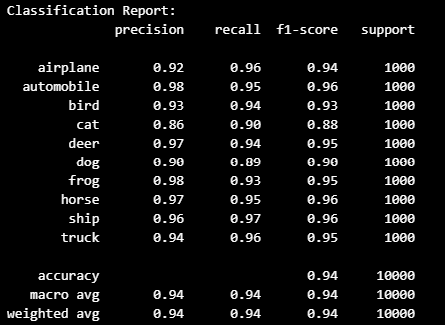 Classification Report:
precision recall f1-score support
airplane 0.92 0.96 0.94 1000
automobile 0.98 0.95 0.96 1000
bird 0.93 0.94 0.93 1000
cat 0.86 0.90 0.88 1000
deer 0.97 0.94 0.95 1000
dog 0.90 0.89 0.90 1000
frog 0.98 0.93 0.95 1000
horse 0.97 0.95 0.96 1000
ship 0.96 0.97 0.96 1000
truck 0.94 0.96 0.95 1000
accuracy 0.94 10000
macro avg 0.94 0.94 0.94 10000
weighted avg 0.94 0.94 0.94 10000